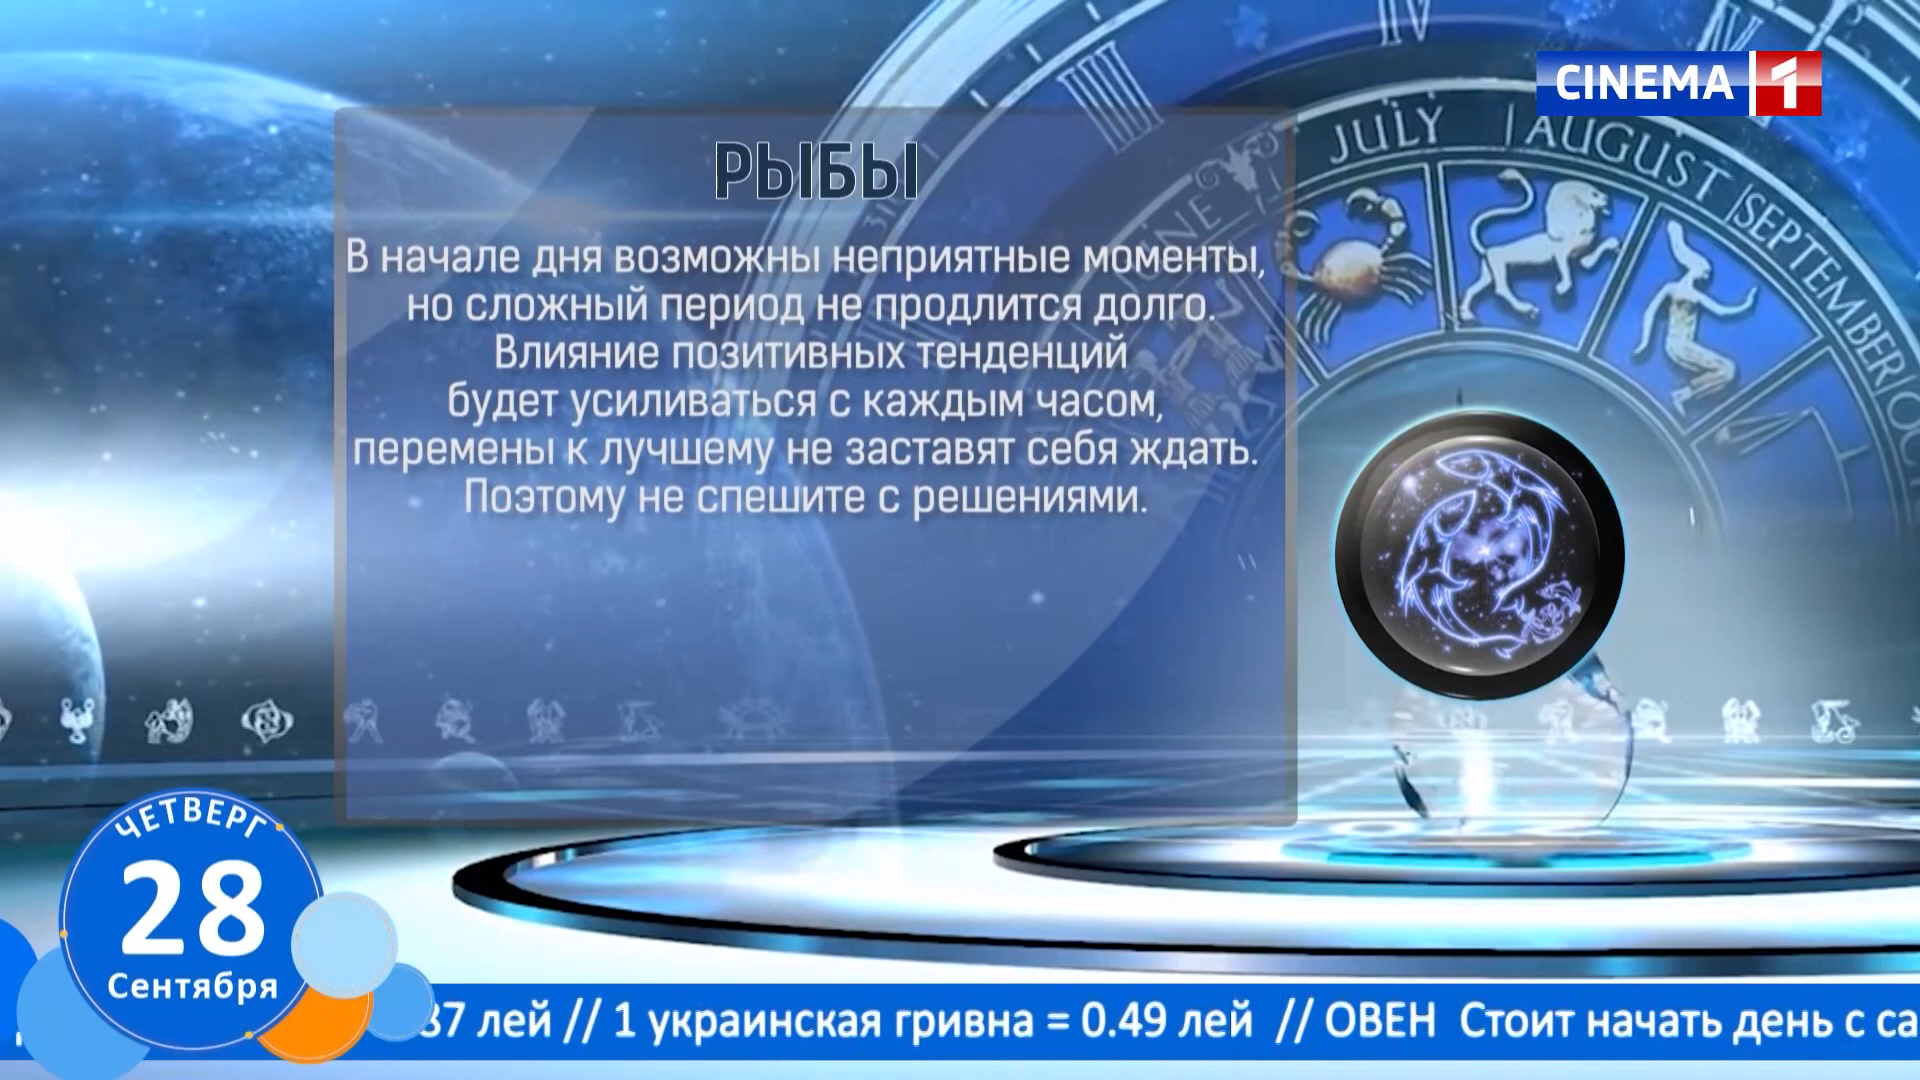 IV
CINEMA 1
JULY
AUGUST
SEPTEMBER
РЫБЫ
В начале дня возможны неприятные моменты,
но сложный период не продлится долго.
Влияние позитивных тенденций
будет усиливаться с каждым часом,
перемены к лучшему не заставят себя ждать.
Поэтому не спешите с решениями.
ЧЕТВЕРГ
28
Сентября
37 лей // 1 украинская гривна = 0.49 лей // ОВЕН Стоит начать день с са